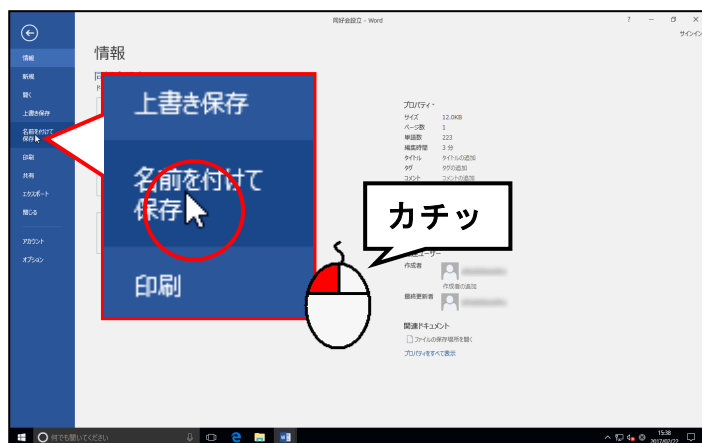 同好会設立 - Word
?
サインイン
情報
情報
新規
開く
上書き保存
名前を付けて
保存
印刷
共有
エクスポート
閉じる
アカウント
オプション
上書き保存
名前を付けて
保存
印刷
カチッ
プロパティ
サイズ 12.0KB
ページ数 1
単語数 223
編集時間 3 分
タイトル タイトルの追加
タグ タグの追加
コメント コメントの追加
ユーザー
作成者
作成者の追加
最終更新者
関連ドキュメント
ファイルの保存場所を開く
プロパティをすべて表示
何でも聞いてください
15:38
2017/02/22